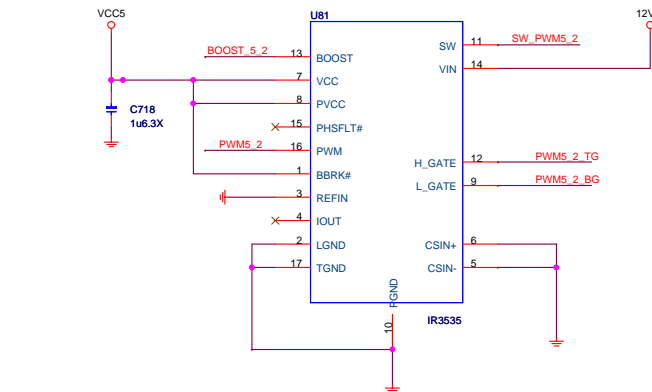 VCC5
U81
12V
BOOST_5_2
13
BOOST
SW
11
SW_PWM5_2
7
VCC
VIN
14
8
PVCC
C718
1u6.3X
15
PHSFLT#
PWM5_2
16
PWM
H_GATE
12
PWM5_2_TG
1
BBRK#
L_GATE
9
PWM5_2_BG
3
REFIN
4
IOUT
2
LGND
CSIN+
6
17
TGND
CSIN-
5
PGND
10
IR3535